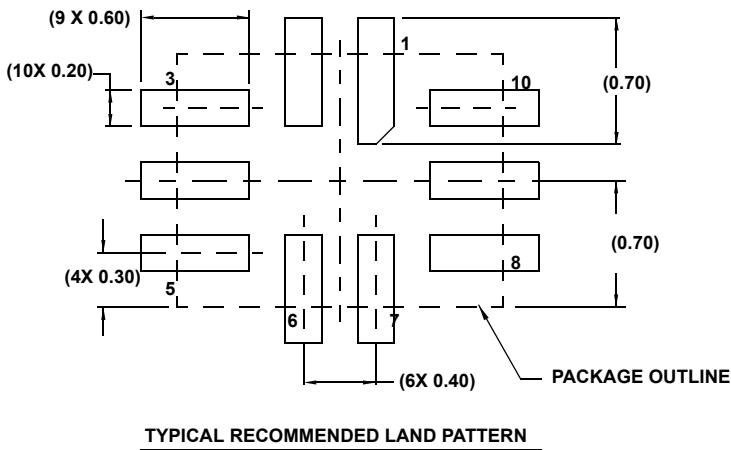 (9 X 0.60)
1
(10X 0.20)
3
10
(0.70)
(0.70)
(4X 0.30)
5
8
6
7
(6X 0.40)
PACKAGE OUTLINE
TYPICAL RECOMMENDED LAND PATTERN